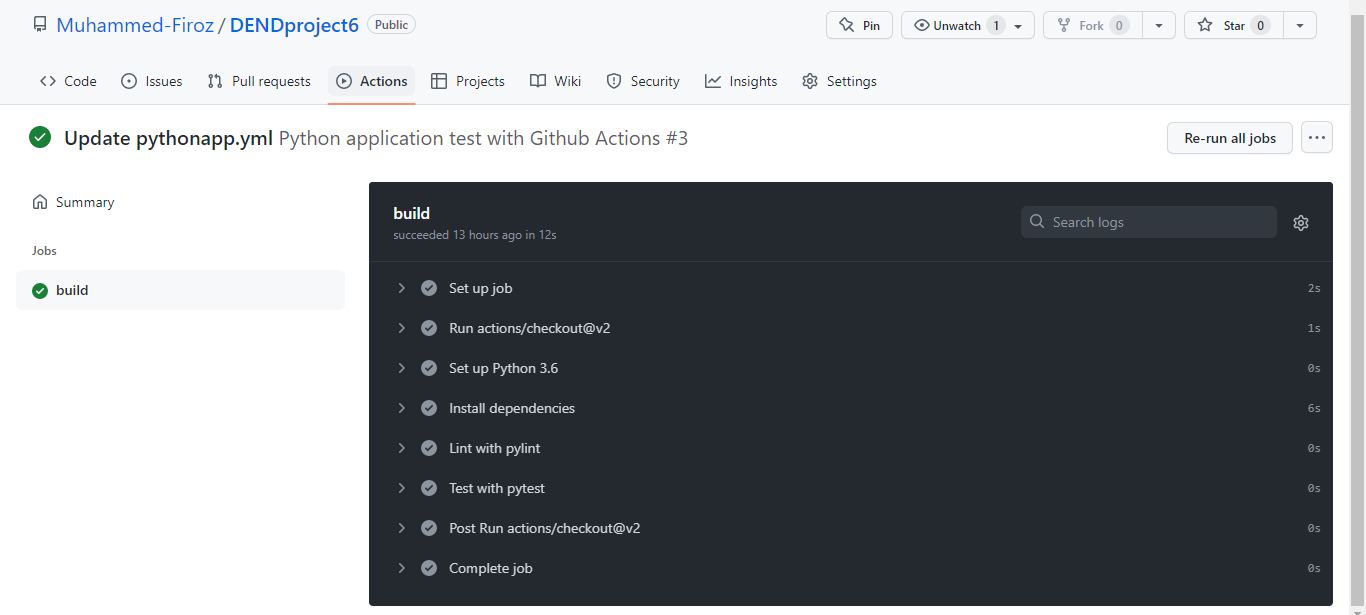 Muhammed-Firoz / DENDproject6 Public Pin Unwatch 1 Fork 0 Star 0
Code Issues Pull requests Actions Projects Wiki Security Insights Settings
Update pythonapp.yml Python application test with Github Actions #3 Re-run all jobs ...
Summary
Jobs
build
build
succeeded 13 hours ago in 12s
Search logs
Set up job 2s
Run actions/checkout@v2 1s
Set up Python 3.6 0s
Install dependencies 6s
Lint with pylint 0s
Test with pytest 0s
Post Run actions/checkout@v2 0s
Complete job 0s